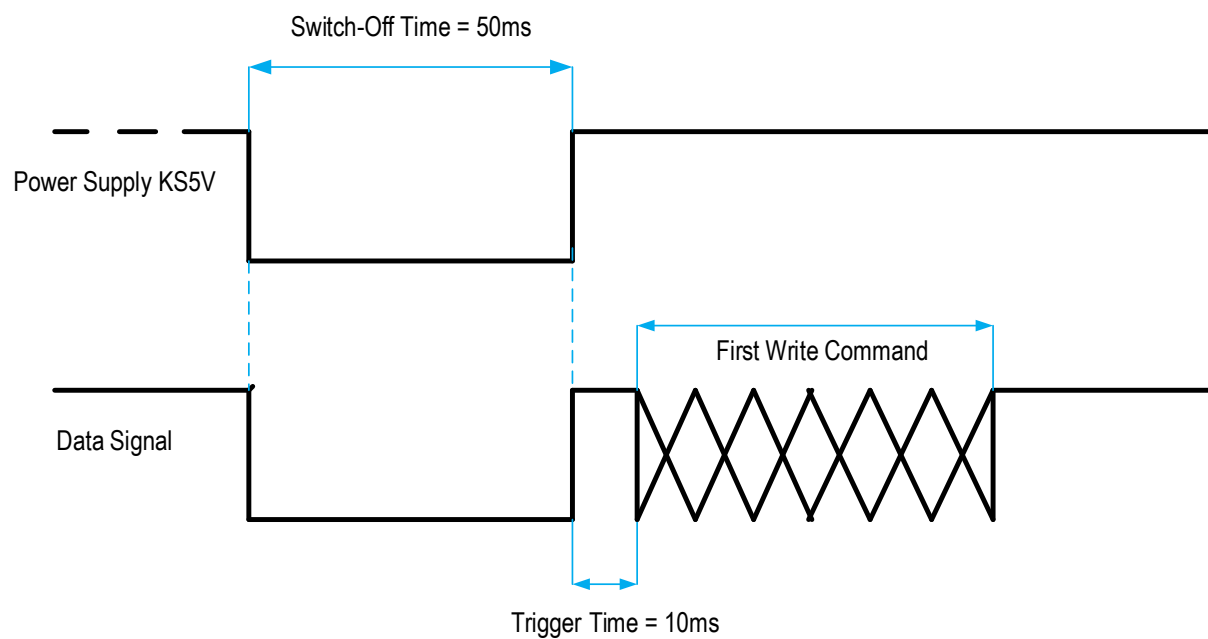 Switch-Off Time = 50ms
Power Supply KS5V
First Write Command
Data Signal
Trigger Time = 10ms